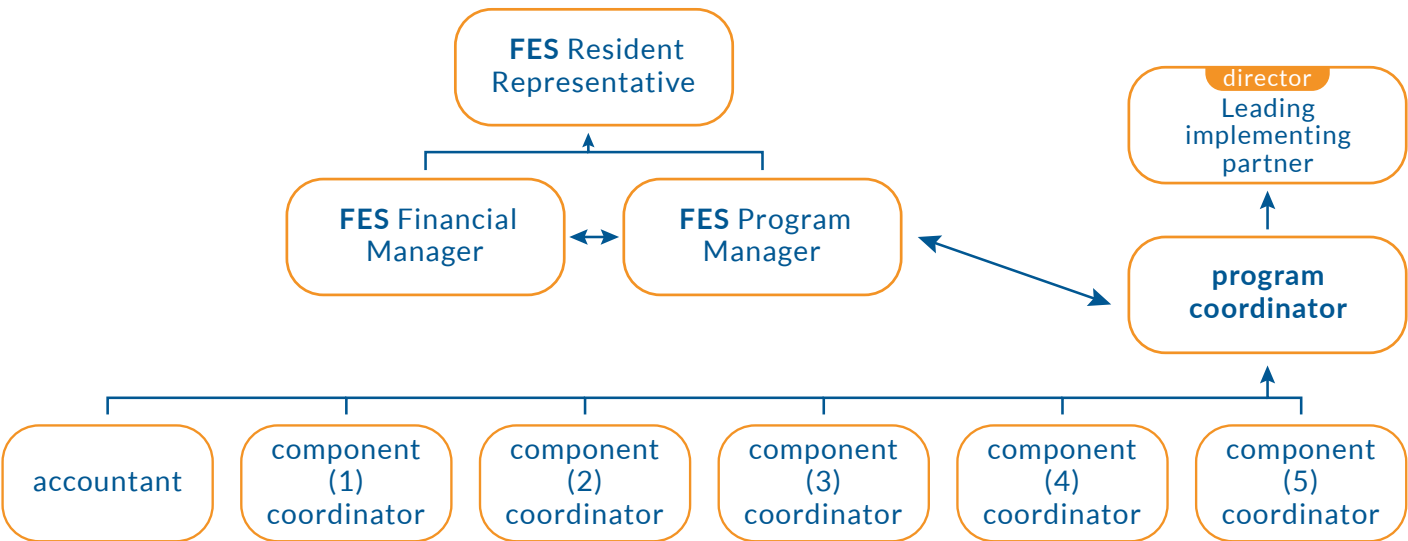 FES Resident
Representative
director
Leading
implementing
partner
FES Financial
Manager
FES Program
Manager
program
coordinator
accountant
component
(1)
coordinator
component
(2)
coordinator
component
(3)
coordinator
component
(4)
coordinator
component
(5)
coordinator